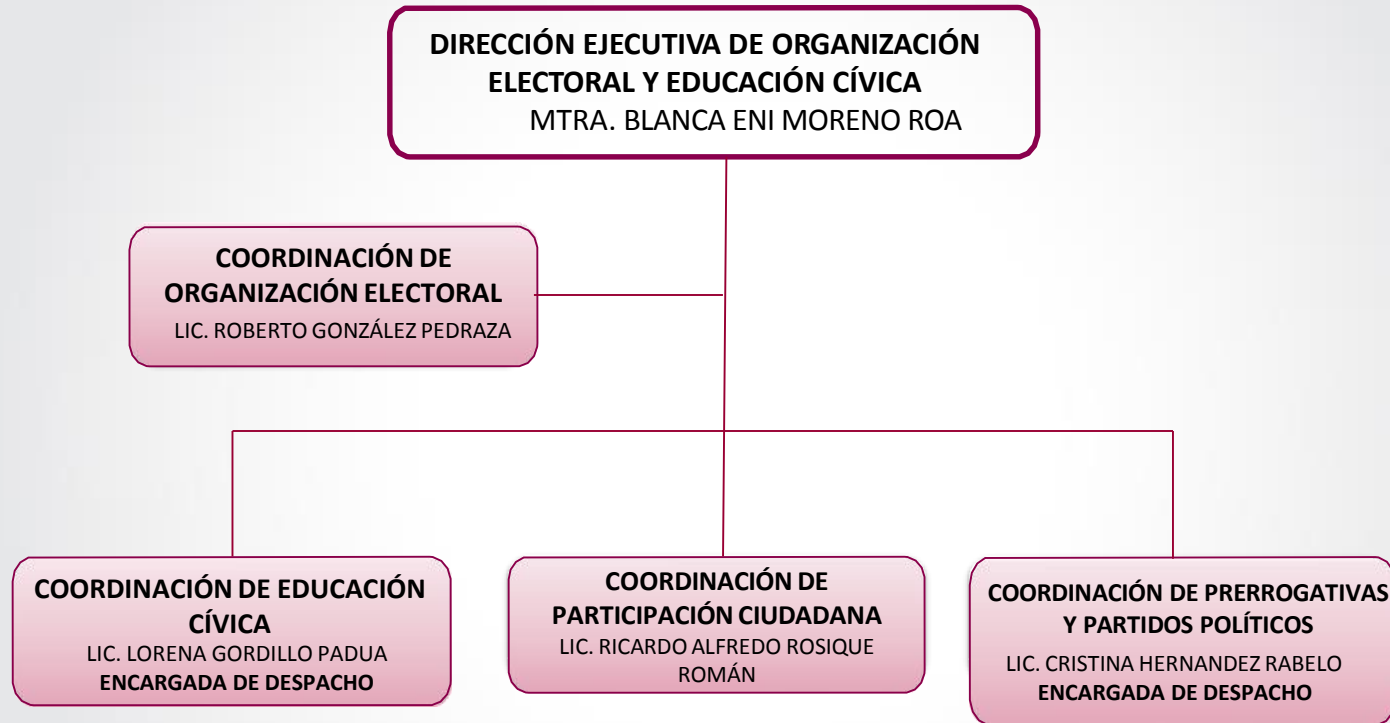 DIRECCIÓN EJECUTIVA DE ORGANIZACIÓN
ELECTORAL Y EDUCACIÓN CÍVICA
MTRA. BLANCA ENI MORENO ROA
COORDINACIÓN DE
ORGANIZACIÓN ELECTORAL
LIC. ROBERTO GONZÁLEZ PEDRAZA
COORDINACIÓN DE EDUCACIÓN
CÍVICA
LIC. LORENA GORDILLO PADUA
ENCARGADA DE DESPACHO
COORDINACIÓN DE
PARTICIPACIÓN CIUDADANA
LIC. RICARDO ALFREDO ROSIQUE
ROMÁN
COORDINACIÓN DE PRERROGATIVAS
Y PARTIDOS POLÍTICOS
LIC. CRISTINA HERNANDEZ RABELO
ENCARGADA DE DESPACHO